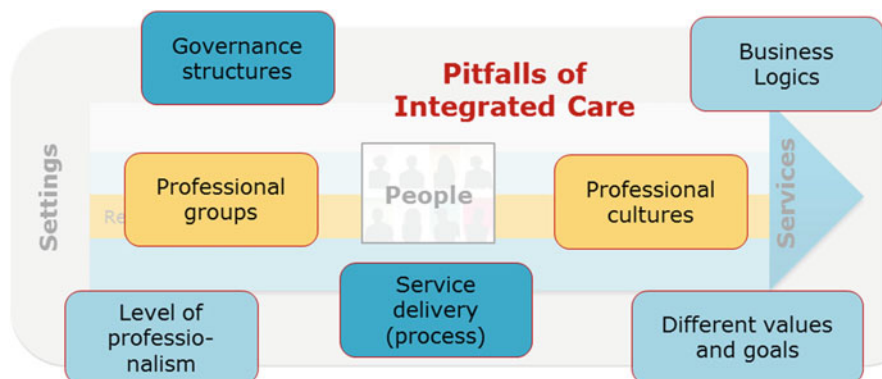 Governance
structures
Pitfalls of
Integrated Care
Business
Logics
Settings
Professional
groups
People
Professional
cultures
Services
Level of
professio-
nalism
Service
delivery
(process)
Different values
and goals